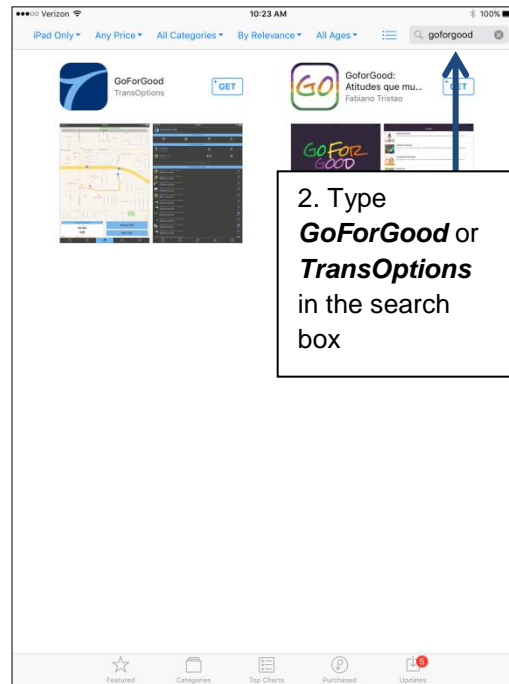 Verizon 10:23 AM 100%
iPad Only Any Price All Categories By Relevance All Ages goforgood
GoForGood
TransOptions
GET
GoforGood:
Atitudes que mu...
Fabiano Tristao
GET
GO
GOFOR
GOOD
2. Type
GoForGood or
TransOptions
in the search
box
Featured Categories Top Charts Purchased Updates
5